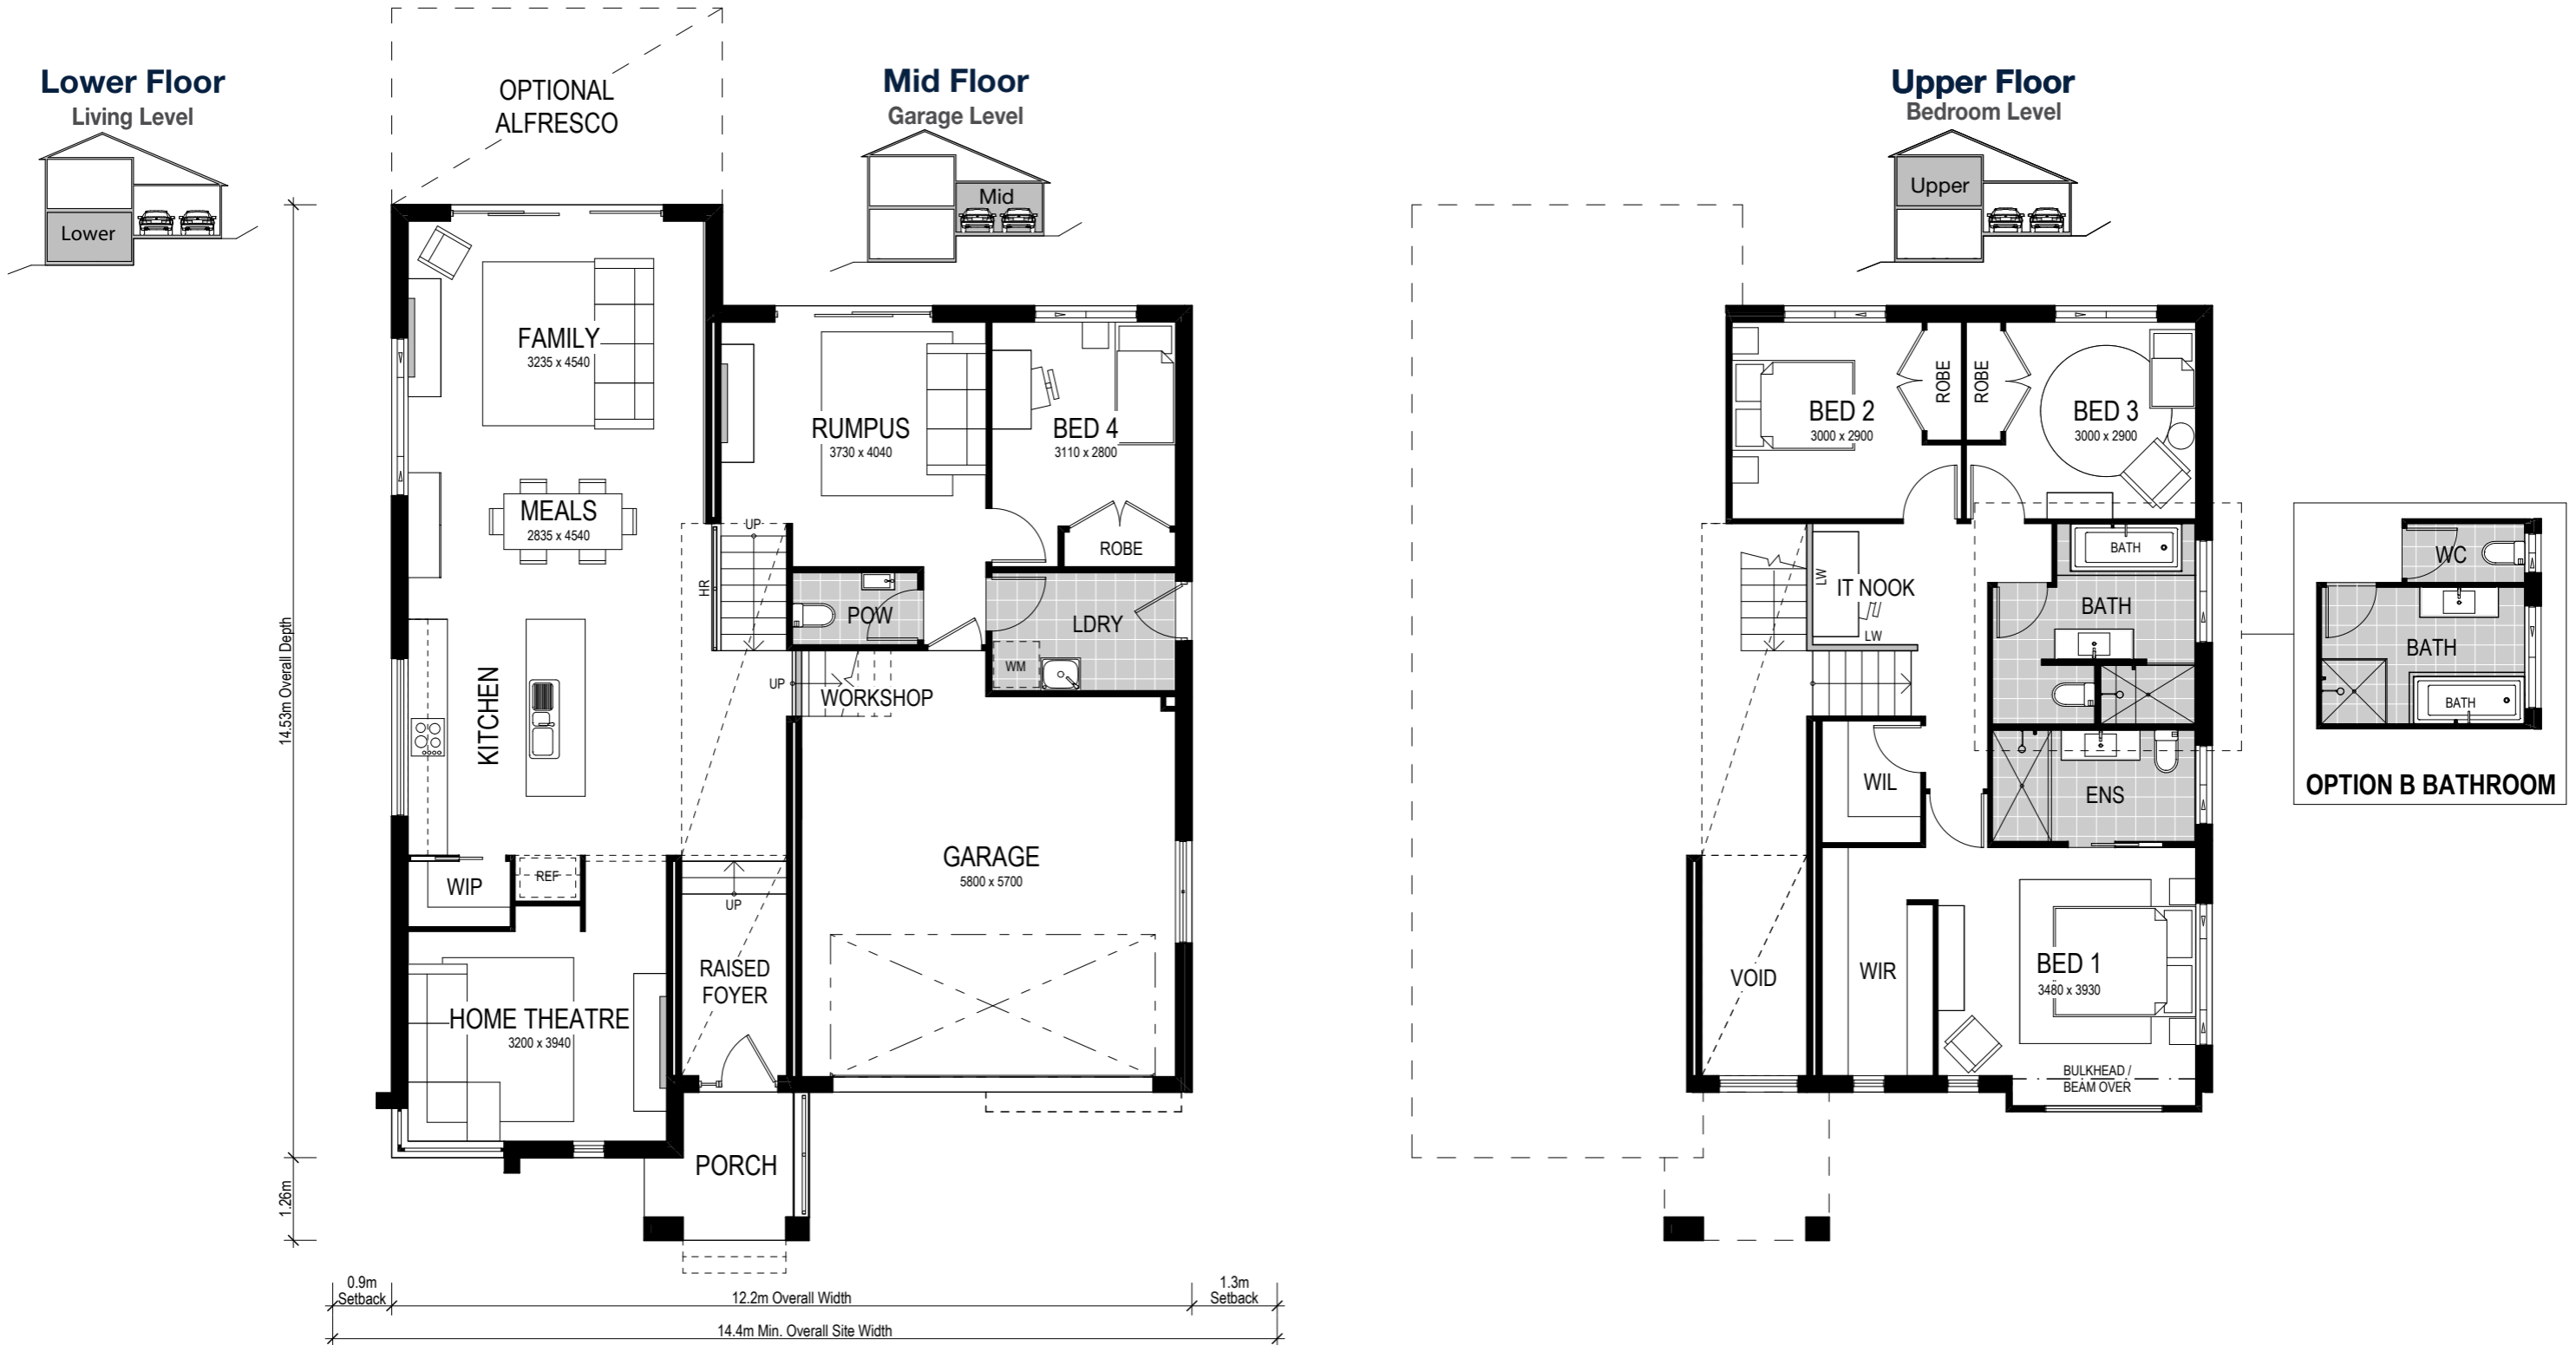 Lower Floor
Living Level
Lower
Mid Floor
Garage Level
Mid
Upper Floor
Bedroom Level
Upper
OPTIONAL
ALFRESCO
FAMILY
3235 x 4540
MEALS
2835 x 4540
KITCHEN
WIP
REF
HOME THEATRE
3200 x 3940
RAISED
FOYER
UP
PORCH
UP
HR
UP
RUMPUS
3730 x 4040
BED 4
3110 x 2800
ROBE
POW
LDRY
WM
WORKSHOP
GARAGE
5800 x 5700
14.53m Overall Depth
1.26m
0.9m
Setback
12.2m Overall Width
1.3m
Setback
14.4m Min. Overall Site Width
BED 2
3000 x 2900
ROBE
ROBE
BED 3
3000 x 2900
LW
IT NOOK
LW
BATH
BATH
WIL
ENS
VOID
WIR
BED 1
3480 x 3930
BULKHEAD /
BEAM OVER
WC
BATH
BATH
OPTION B BATHROOM